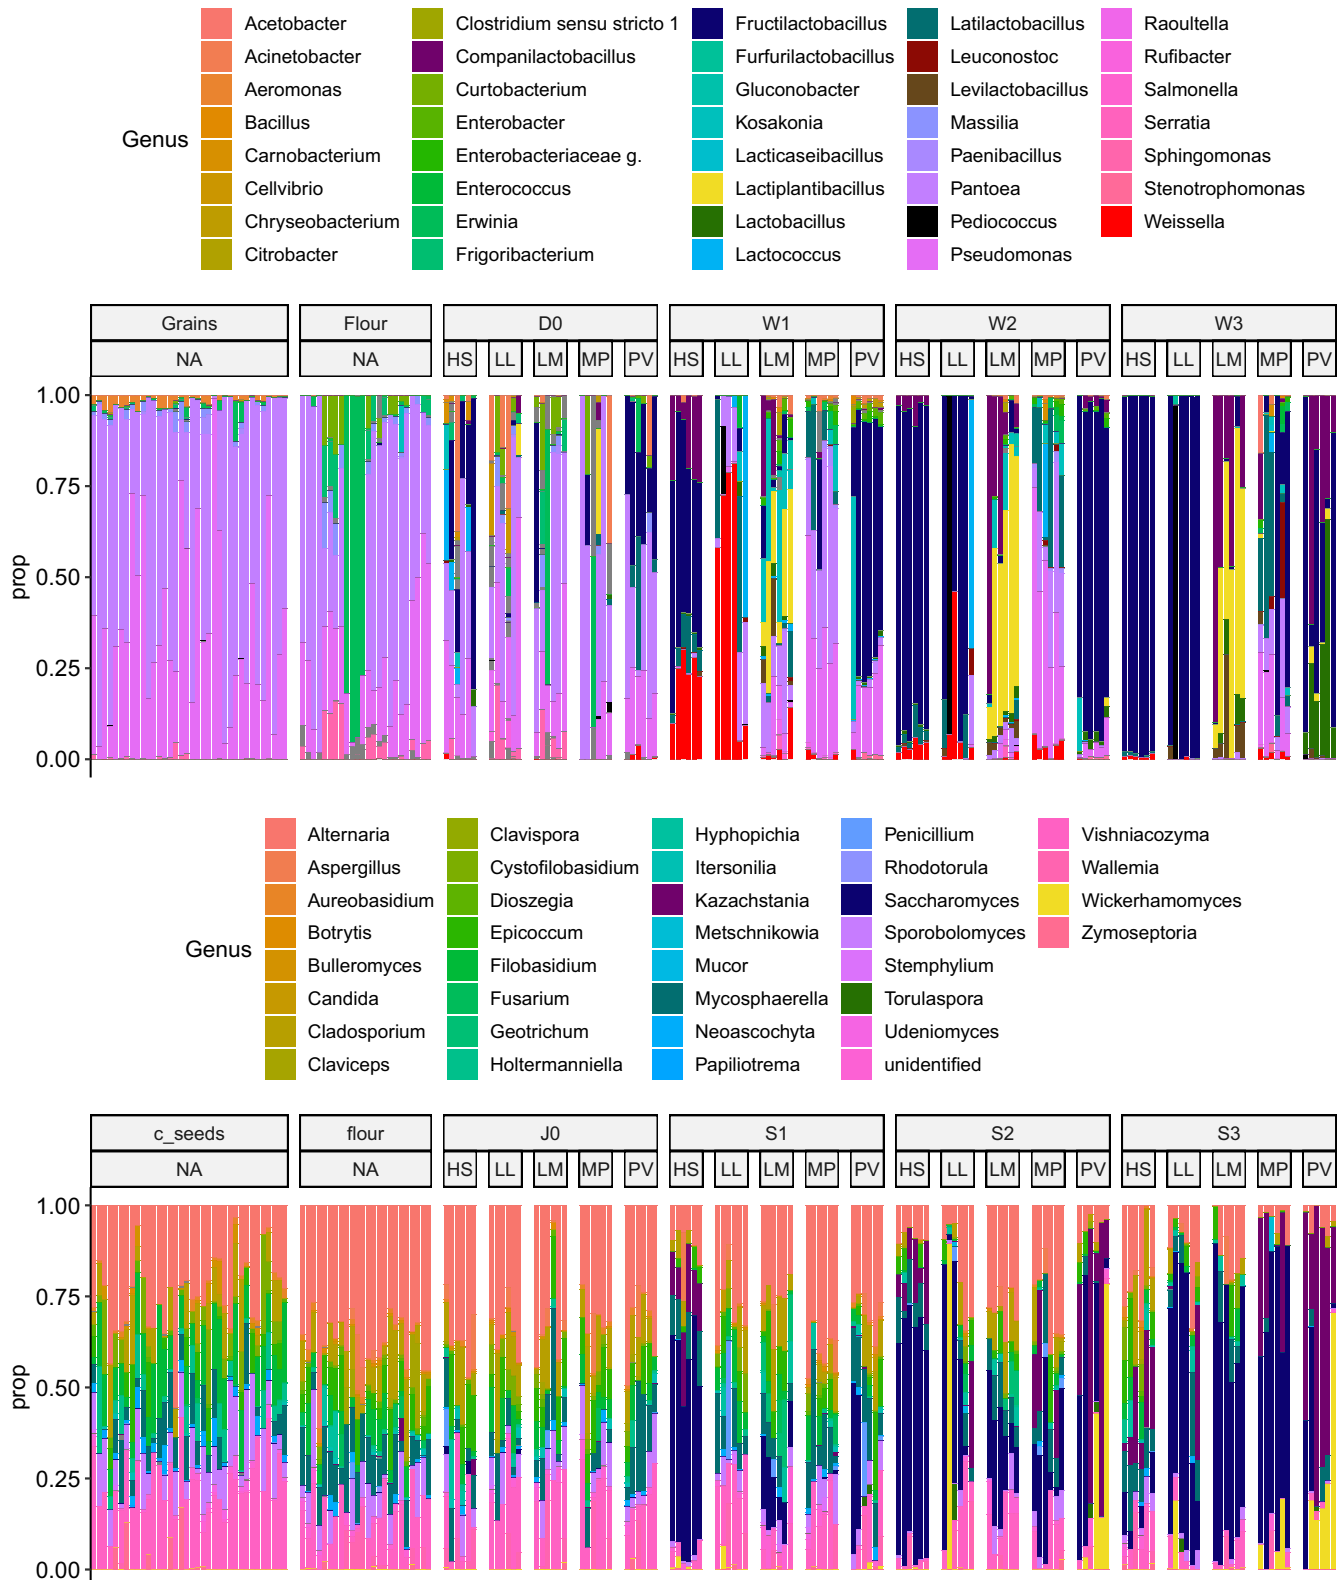 Genus
Acetobacter Clostridium sensu stricto 1 Fructilactobacillus Latilactobacillus Raoultella
Acinetobacter Companilactobacillus Furfurilactobacillus Leuconostoc Rufibacter
Aeromonas Curtobacterium Gluconobacter Levilactobacillus Salmonella
Bacillus Enterobacter Kosakonia Massilia Serratia
Carnobacterium Enterobacteriaceae g. Lacticaseibacillus Paenibacillus Sphingomonas
Cellvibrio Enterococcus Lactiplantibacillus Pantoea Stenotrophomonas
Chryseobacterium Erwinia Lactobacillus Pediococcus Weissella
Citrobacter Frigoribacterium Lactococcus Pseudomonas
Grains Flour D0 W1 W2 W3
NA NA HS LL LM MP PV HS LL LM MP PV HS LL LM MP PV HS LL LM MP PV
1.00
0.75
prop
0.50
0.25
0.00
Genus
Alternaria Clavispora Hyphopichia Penicillium Vishniacozyma
Aspergillus Cystofilobasidium Itersonilia Rhodotorula Wallemia
Aureobasidium Dioszegia Kazachstania Saccharomyces Wickerhamomyces
Botrytis Epicoccum Metschnikowia Sporobolomyces Zymoseptoria
Bulleromyces Filobasidium Mucor Stemphylium
Candida Fusarium Mycosphaerella Torulaspora
Cladosporium Geotrichum Neoascochyta Udeniomyces
Claviceps Holtermanniella Papiliotrema unidentified
c_seeds flour J0 S1 S2 S3
NA NA HS LL LM MP PV HS LL LM MP PV HS LL LM MP PV HS LL LM MP PV
1.00
0.75
prop
0.50
0.25
0.00